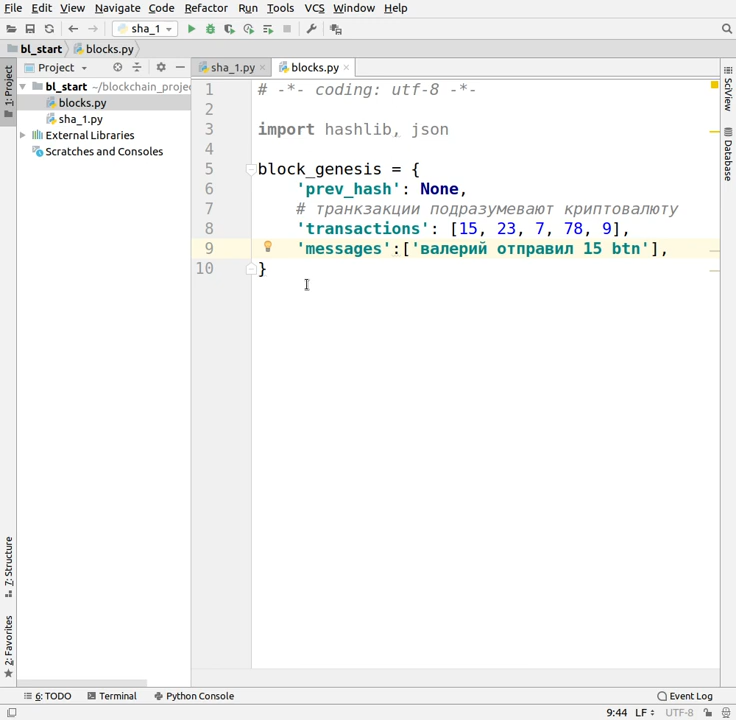 File Edit View Navigate Code Refactor Run Tools VCS Window Help
sha_1
bl_start blocks.py
Project sha_1.py blocks.py
1: Project
bl_start ~/blockchain_projec
blocks.py
sha_1.py
External Libraries
Scratches and Consoles
1 # -*- coding: utf-8 -*-
2
3 import hashlib, json
4
5 block_genesis = {
6 'prev_hash': None,
7 # транкзакции подразумевают криптовалюту
8 'transactions': [15, 23, 7, 78, 9],
9 'messages':['валерий отправил 15 btn'],
10 }
SciView
Database
7: Structure
2: Favorites
6: TODO Terminal Python Console Event Log
9:44 LF UTF-8